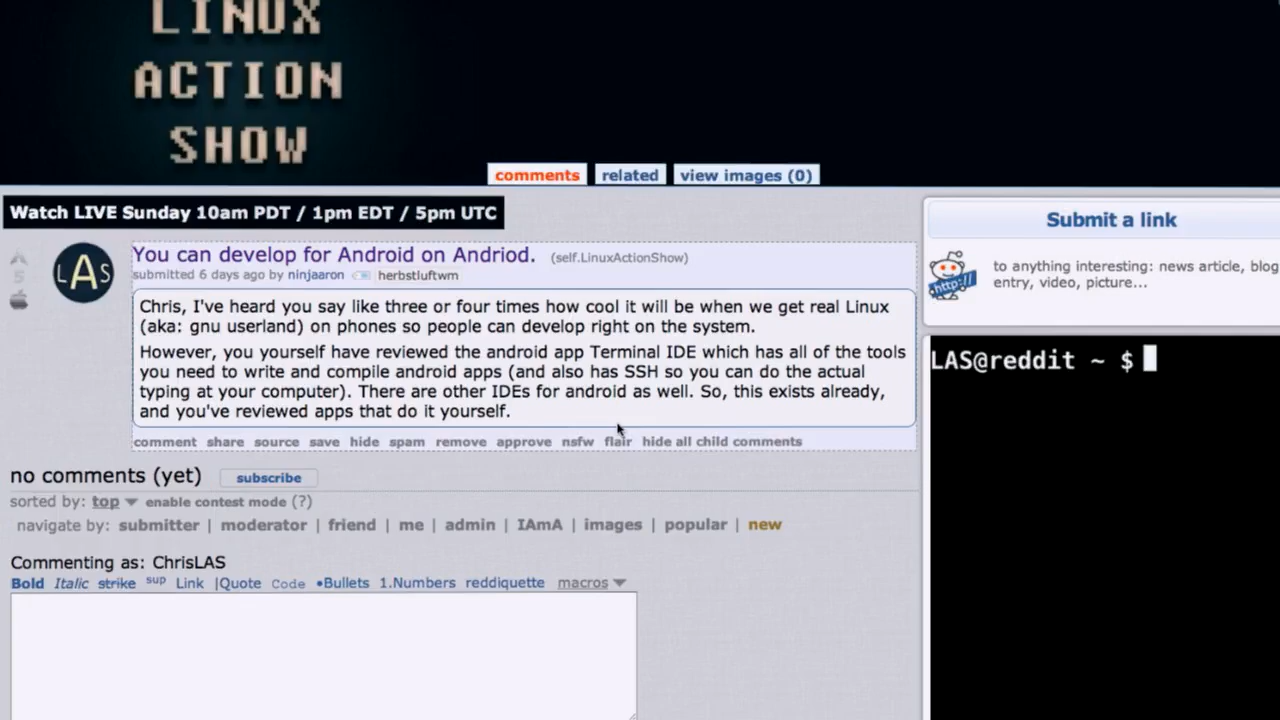 LINUX
ACTION
SHOW
comments related view images (0)
Watch LIVE Sunday 10am PDT / 1pm EDT / 5pm UTC
Submit a link
5
LAS
You can develop for Android on Andriod. (self.LinuxActionShow)
submitted 6 days ago by ninjaaron herbstluftwm
http://
to anything interesting: news article, blog
entry, video, picture...
Chris, I've heard you say like three or four times how cool it will be when we get real Linux
(aka: gnu userland) on phones so people can develop right on the system.
However, you yourself have reviewed the android app Terminal IDE which has all of the tools
you need to write and compile android apps (and also has SSH so you can do the actual
typing at your computer). There are other IDEs for android as well. So, this exists already,
and you've reviewed apps that do it yourself.
LAS@reddit ~ $
comment share source save hide spam remove approve nsfw flair hide all child comments
no comments (yet) subscribe
sorted by: top enable contest mode (?)
navigate by: submitter | moderator | friend | me | admin | IAmA | images | popular | new
Commenting as: ChrisLAS
Bold Italic strike sup Link |Quote Code •Bullets 1.Numbers reddiquette macros